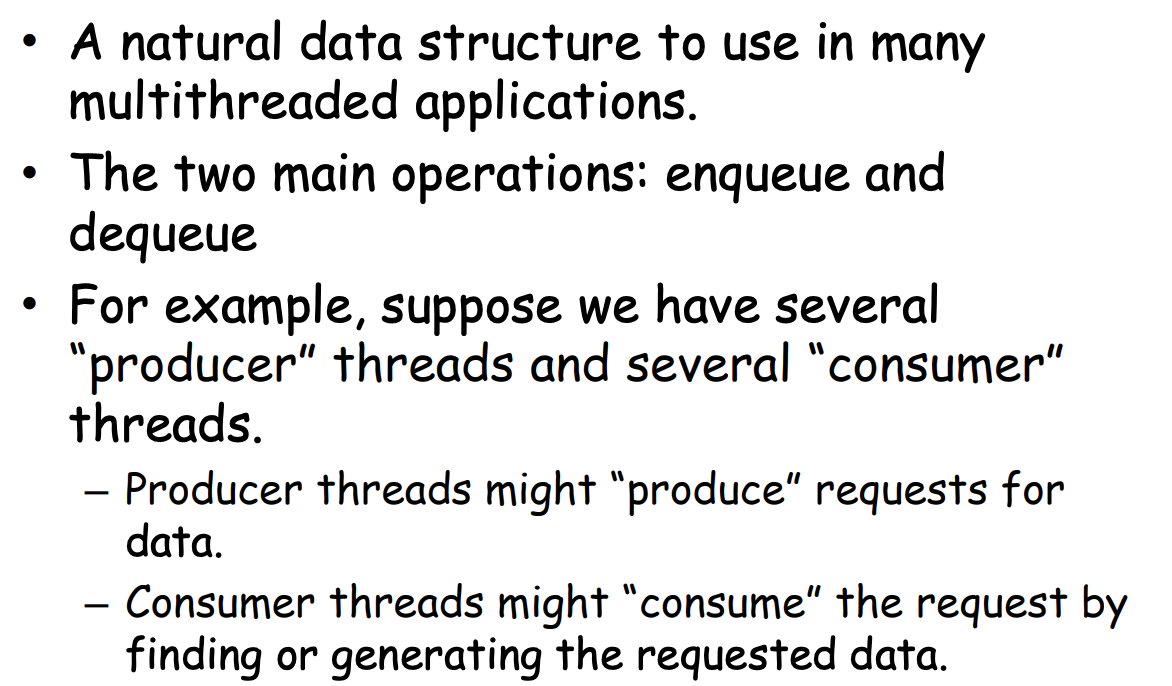 • A natural data structure to use in many
multithreaded applications.
• The two main operations: enqueue and
dequeue
• For example, suppose we have several
“producer” threads and several “consumer”
threads.
– Producer threads might “produce” requests for
data.
– Consumer threads might “consume” the request by
finding or generating the requested data.